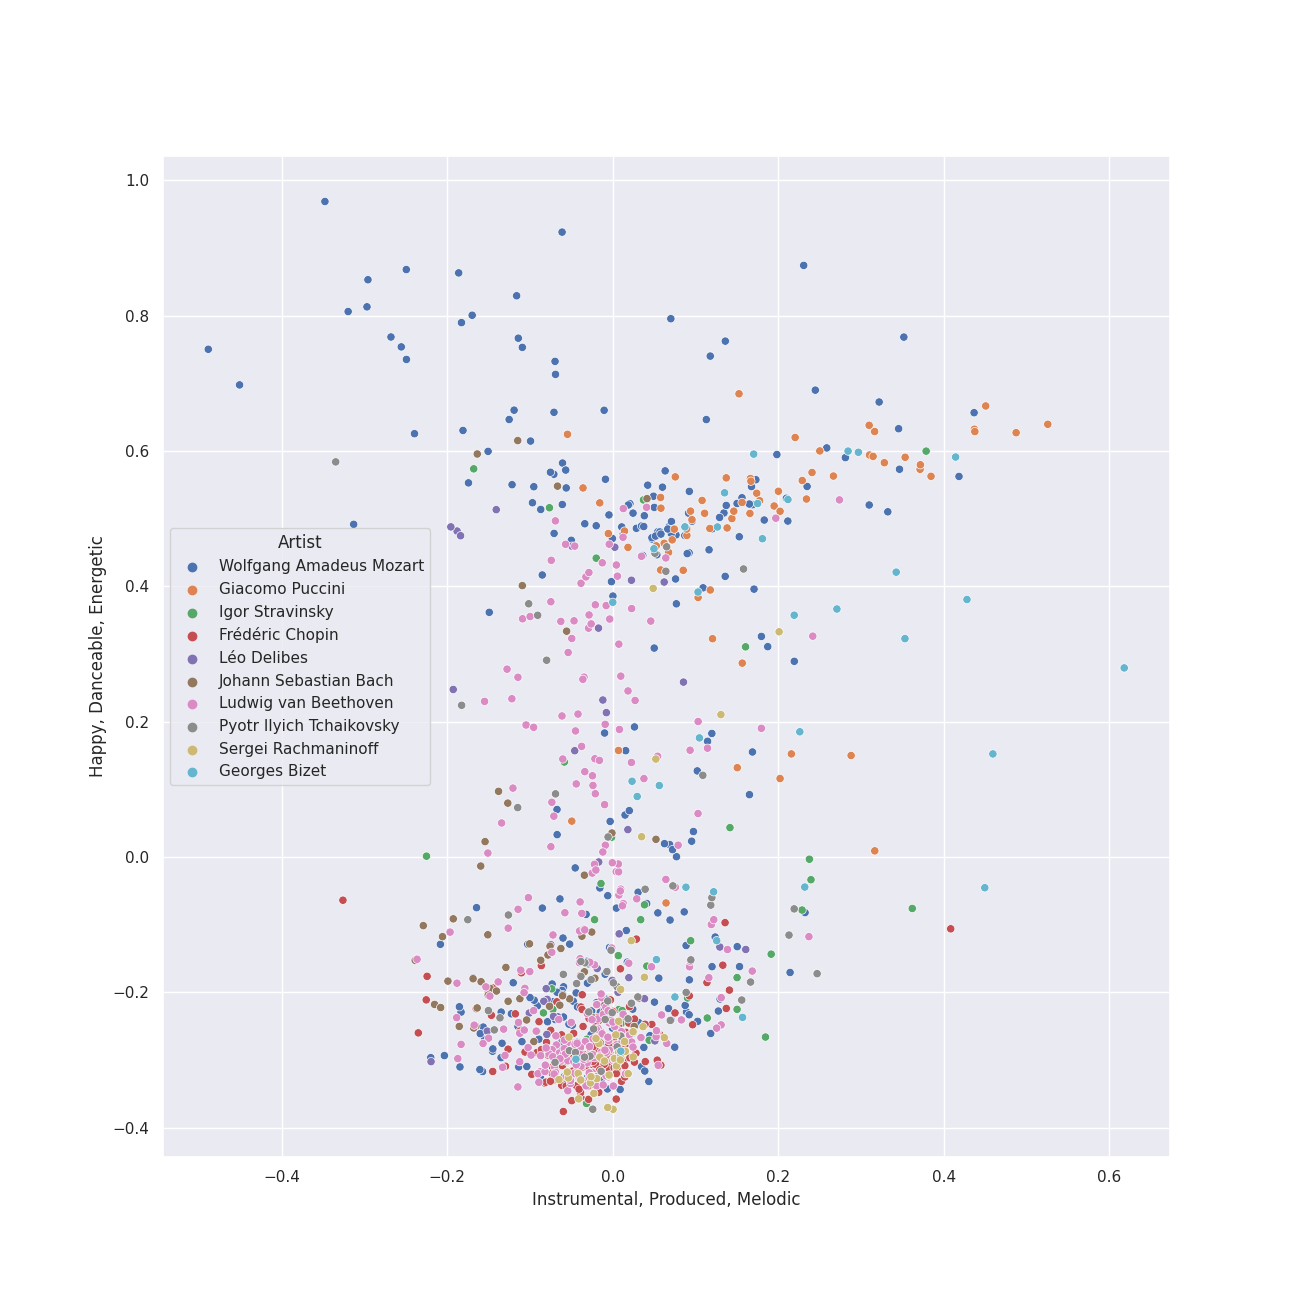 1.0
0.8
0.6
0.4
0.2
0.0
−0.2
−0.4
Happy, Danceable, Energetic
Artist
Wolfgang Amadeus Mozart
Giacomo Puccini
Igor Stravinsky
Frédéric Chopin
Léo Delibes
Johann Sebastian Bach
Ludwig van Beethoven
Pyotr Ilyich Tchaikovsky
Sergei Rachmaninoff
Georges Bizet
−0.4 −0.2 0.0 0.2 0.4 0.6
Instrumental, Produced, Melodic